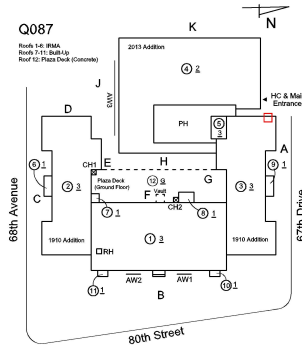 Q087
N
Roofs 1-6: IRMA
Roofs 7-11: Built-Up
Roof 12: Plaza Deck (Concrete)
K
2013 Addition
4 2
J
AW3
HC & Main
Entrance
D
PH
5
3
A
CH1
E
H
6 1
9 1
C
2 3
Plaza Deck
(Ground Floor)
12 G
G
3 3
Vault
F
CH2
7 1
8 1
68th Avenue
67th Drive
1910 Addition
1 3
1910 Addition
RH
AW2
AW1
11 1
10 1
B
80th Street